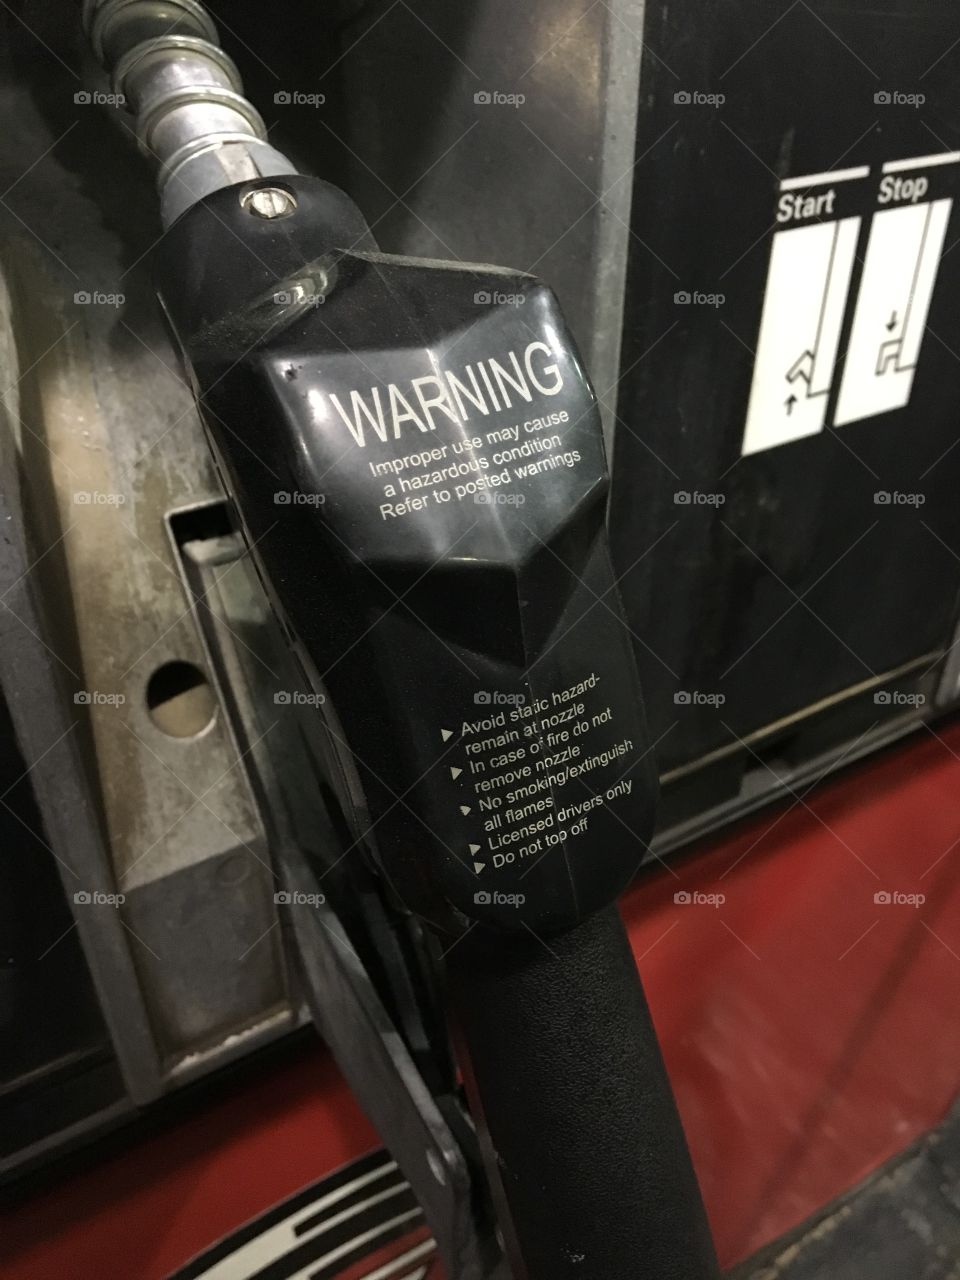 Start
Stop
WARNING
Improper use may cause
a hazardous condition
Refer to posted warnings
Avoid static hazard-
remain at nozzle
In case of fire do not
remove nozzle
No smoking/extinguish
all flames
Licensed drivers only
Do not top off
foap